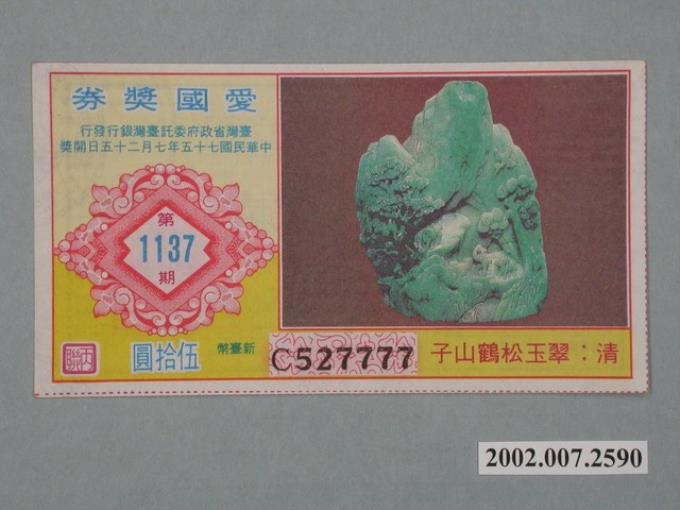 愛國獎券
臺灣省政府委託臺灣銀行發行
中華民國七十五年七月二十五日開獎
第
1137
期
新臺幣
伍拾圓
丙聯
C527777
清：翠玉松鶴山子
2002.007.2590